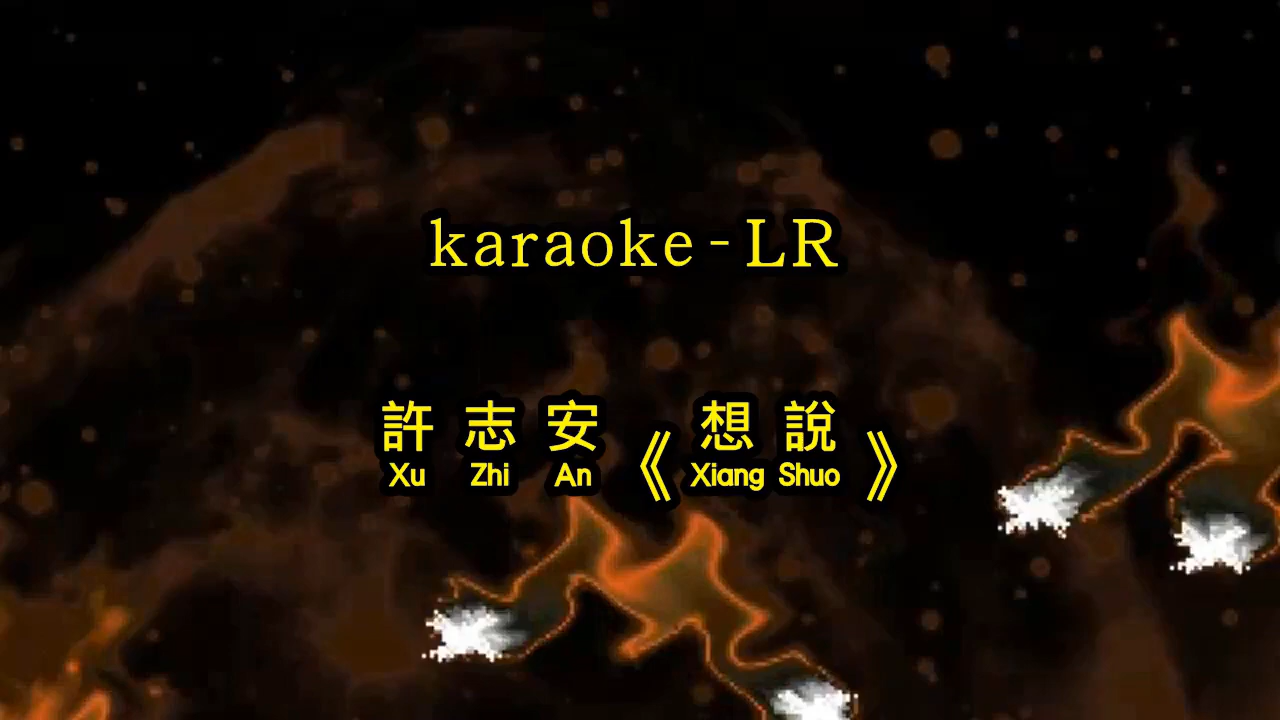 karaoke-LR
許志安《想說》
Xu Zhi An Xiang Shuo